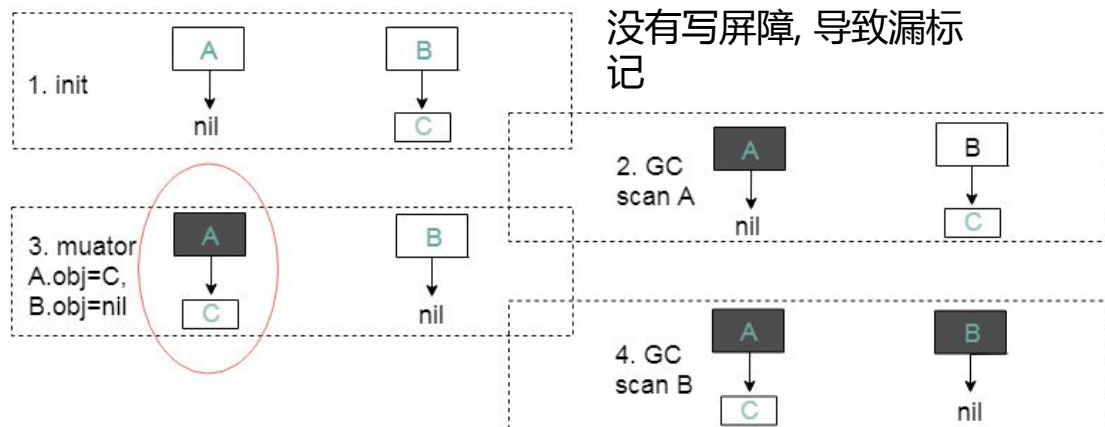 没有写屏障, 导致漏标
记
1. init
A
B
nil
C
2. GC
scan A
A
B
nil
C
3. muator
A.obj=C,
B.obj=nil
A
B
C
nil
4. GC
scan B
A
B
C
nil